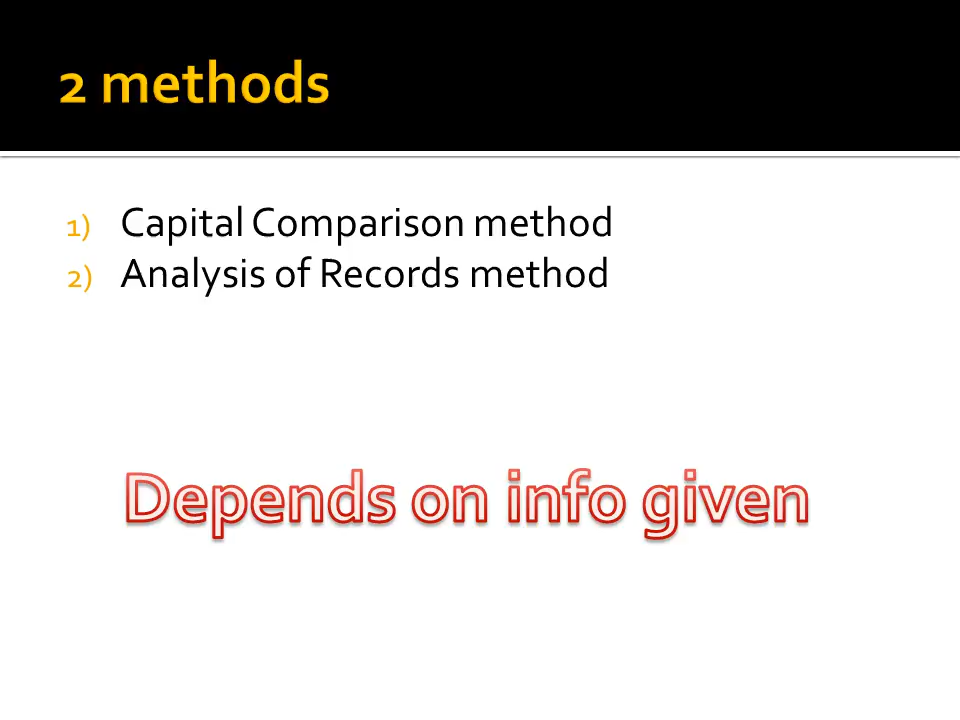 2 methods
1) Capital Comparison method
2) Analysis of Records method
Depends on info given